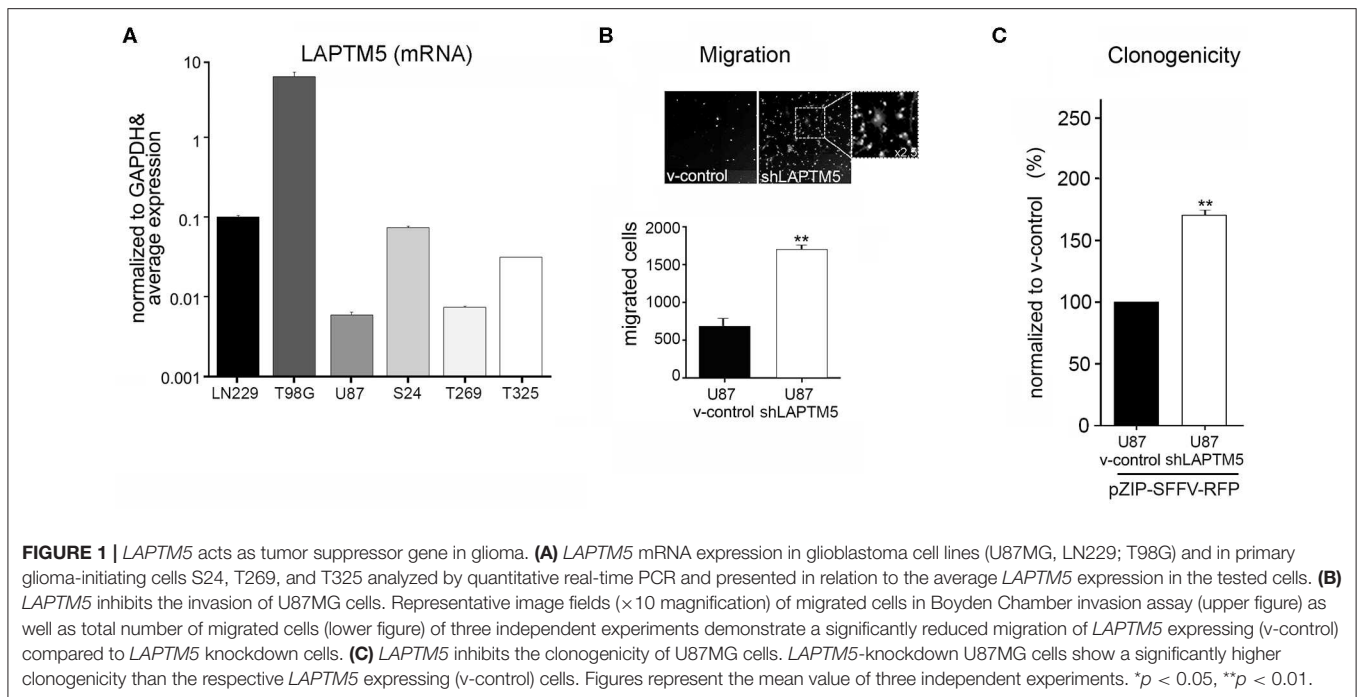 A
LAPTM5 (mRNA)
normalized to GAPDH&
average expression
10
1
0.1
0.01
0.001
LN229 T98G U87 S24 T269 T325
B
Migration
v-control shLAPTM5 x2.5
migrated cells
2000
1500
1000
500
0
**
U87 U87
v-control shLAPTM5
C
Clonogenicity
normalized to v-control (%)
250
200
150
100
50
0
**
U87 U87
v-control shLAPTM5
pZIP-SFFV-RFP
FIGURE 1 | LAPTM5 acts as tumor suppressor gene in glioma. (A) LAPTM5 mRNA expression in glioblastoma cell lines (U87MG, LN229; T98G) and in primary
glioma-initiating cells S24, T269, and T325 analyzed by quantitative real-time PCR and presented in relation to the average LAPTM5 expression in the tested cells. (B)
LAPTM5 inhibits the invasion of U87MG cells. Representative image fields (×10 magnification) of migrated cells in Boyden Chamber invasion assay (upper figure) as
well as total number of migrated cells (lower figure) of three independent experiments demonstrate a significantly reduced migration of LAPTM5 expressing (v-control)
compared to LAPTM5 knockdown cells. (C) LAPTM5 inhibits the clonogenicity of U87MG cells. LAPTM5-knockdown U87MG cells show a significantly higher
clonogenicity than the respective LAPTM5 expressing (v-control) cells. Figures represent the mean value of three independent experiments. *p < 0.05, **p < 0.01.